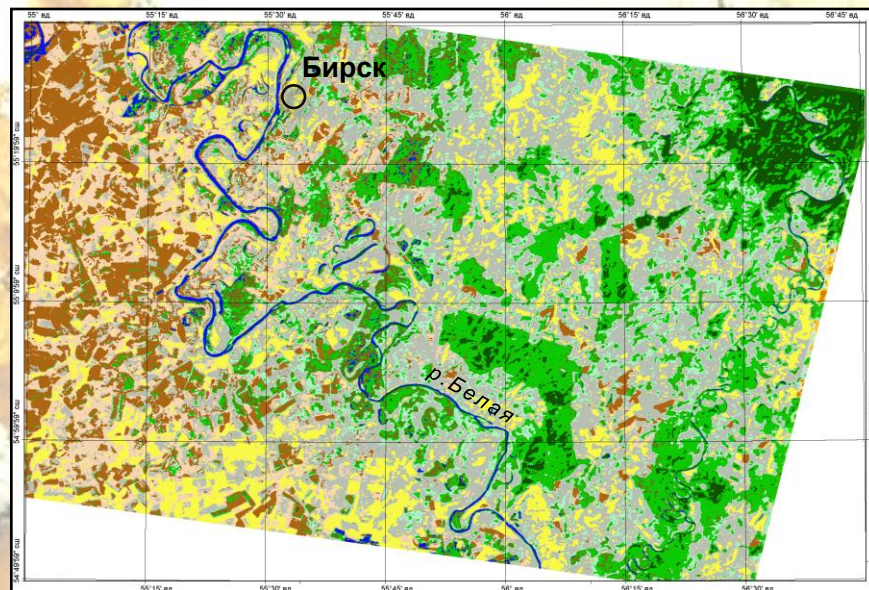 55° вд 55°15' вд 55°30' вд 55°45' вд 56° вд 56°15' вд 56°30' вд 56°45' вд
Бирск
55°19'59" сш
55°9'59" сш
р.Белая
54°59'59" сш
54°49'59" сш
55°15' вд 55°30' вд 55°45' вд 56° вд 56°15' вд 56°30' вд